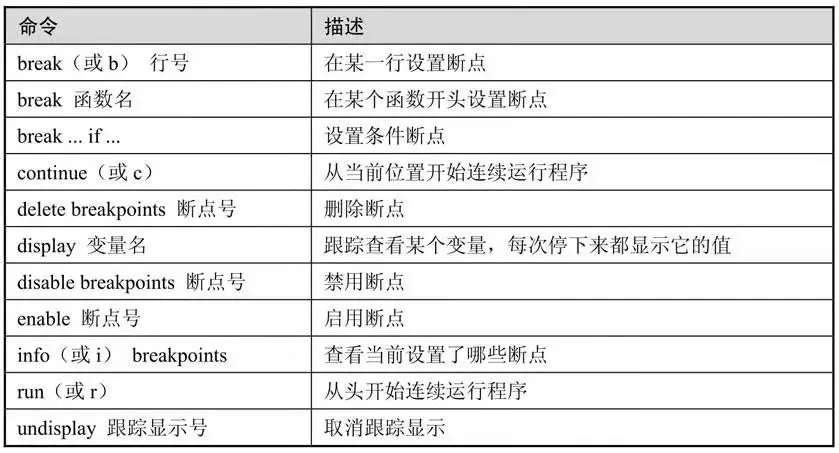 命令 描述
break（或 b） 行号 在某一行设置断点
break 函数名 在某个函数开头设置断点
break ... if ... 设置条件断点
continue（或 c） 从当前位置开始连续运行程序
delete breakpoints 断点号 删除断点
display 变量名 跟踪查看某个变量，每次停下来都显示它的值
disable breakpoints 断点号 禁用断点
enable 断点号 启用断点
info（或 i） breakpoints 查看当前设置了哪些断点
run（或 r） 从头开始连续运行程序
undisplay 跟踪显示号 取消跟踪显示